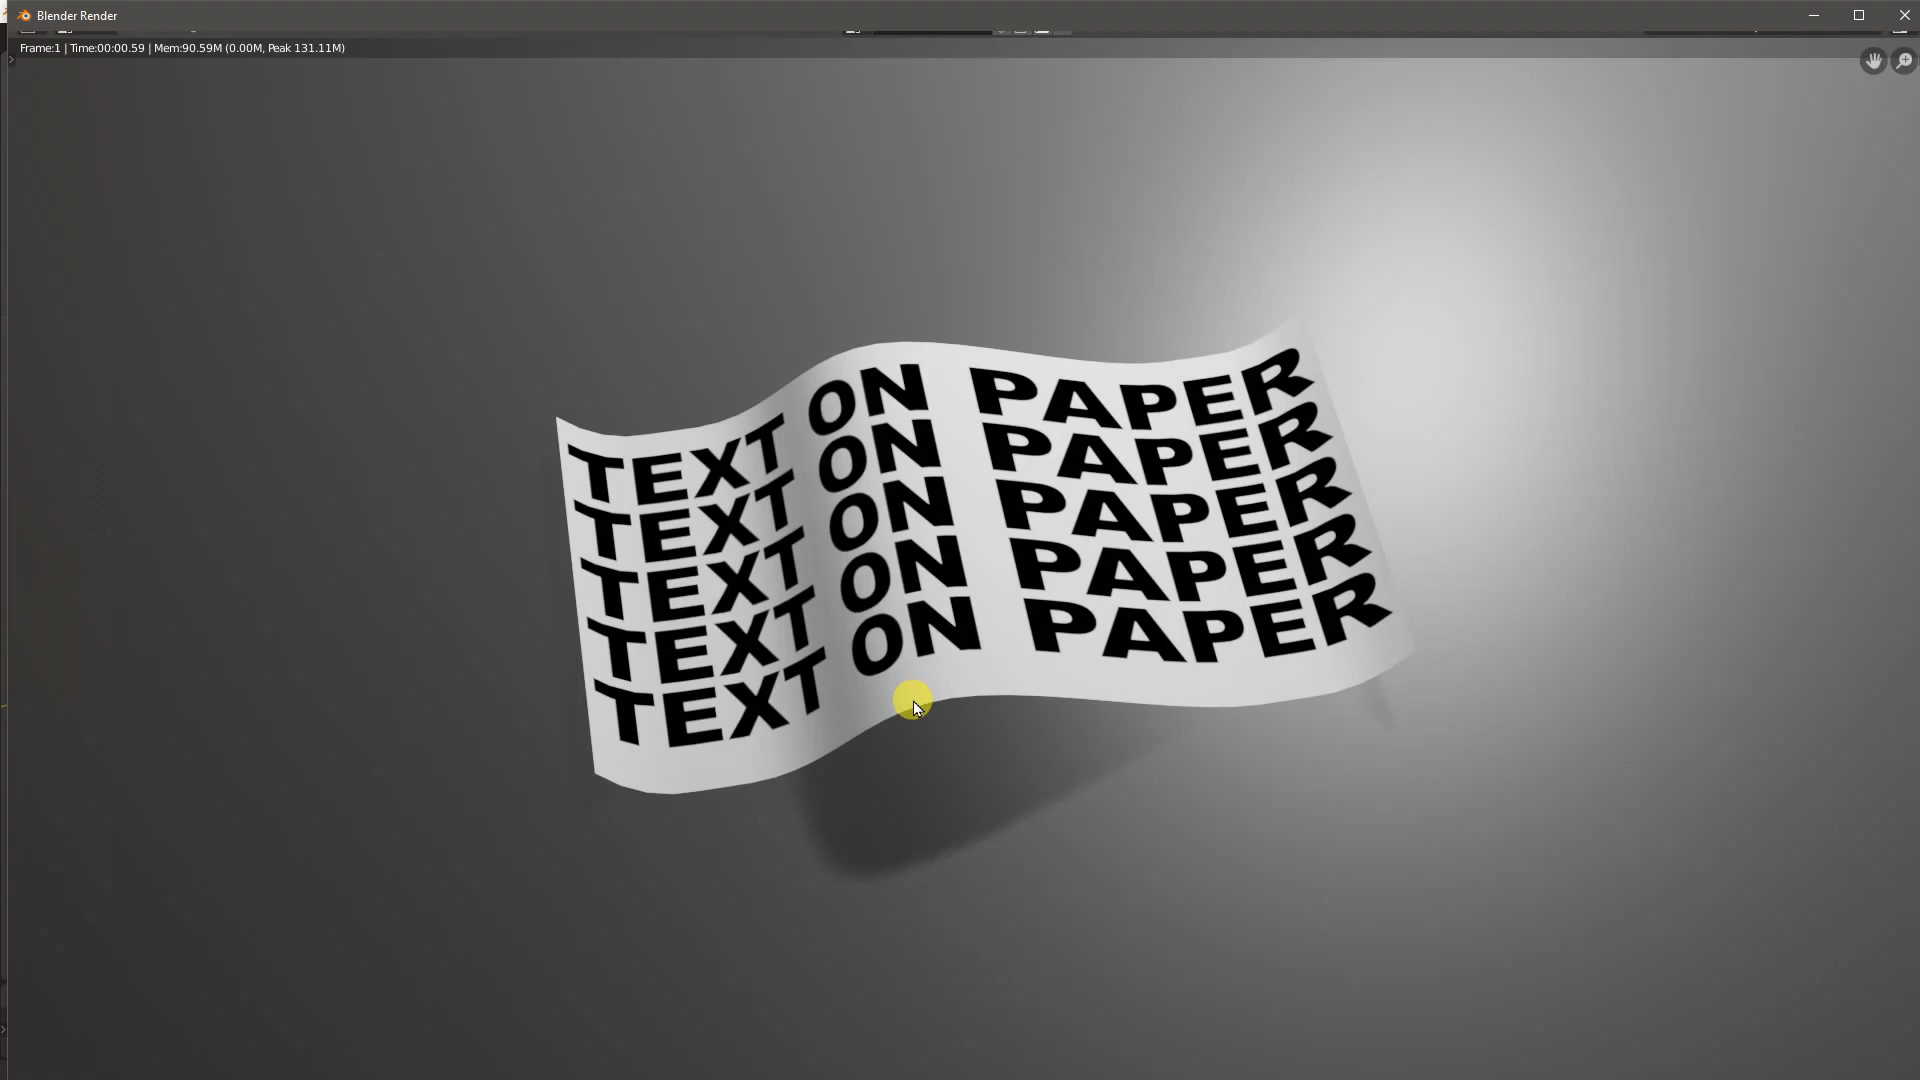 Blender Render
Frame:1 | Time:00:00.59 | Mem:90.59M (0.00M, Peak 131.11M)
TEXT ON PAPER
TEXT ON PAPER
TEXT ON PAPER
TEXT ON PAPER
TEXT ON PAPER